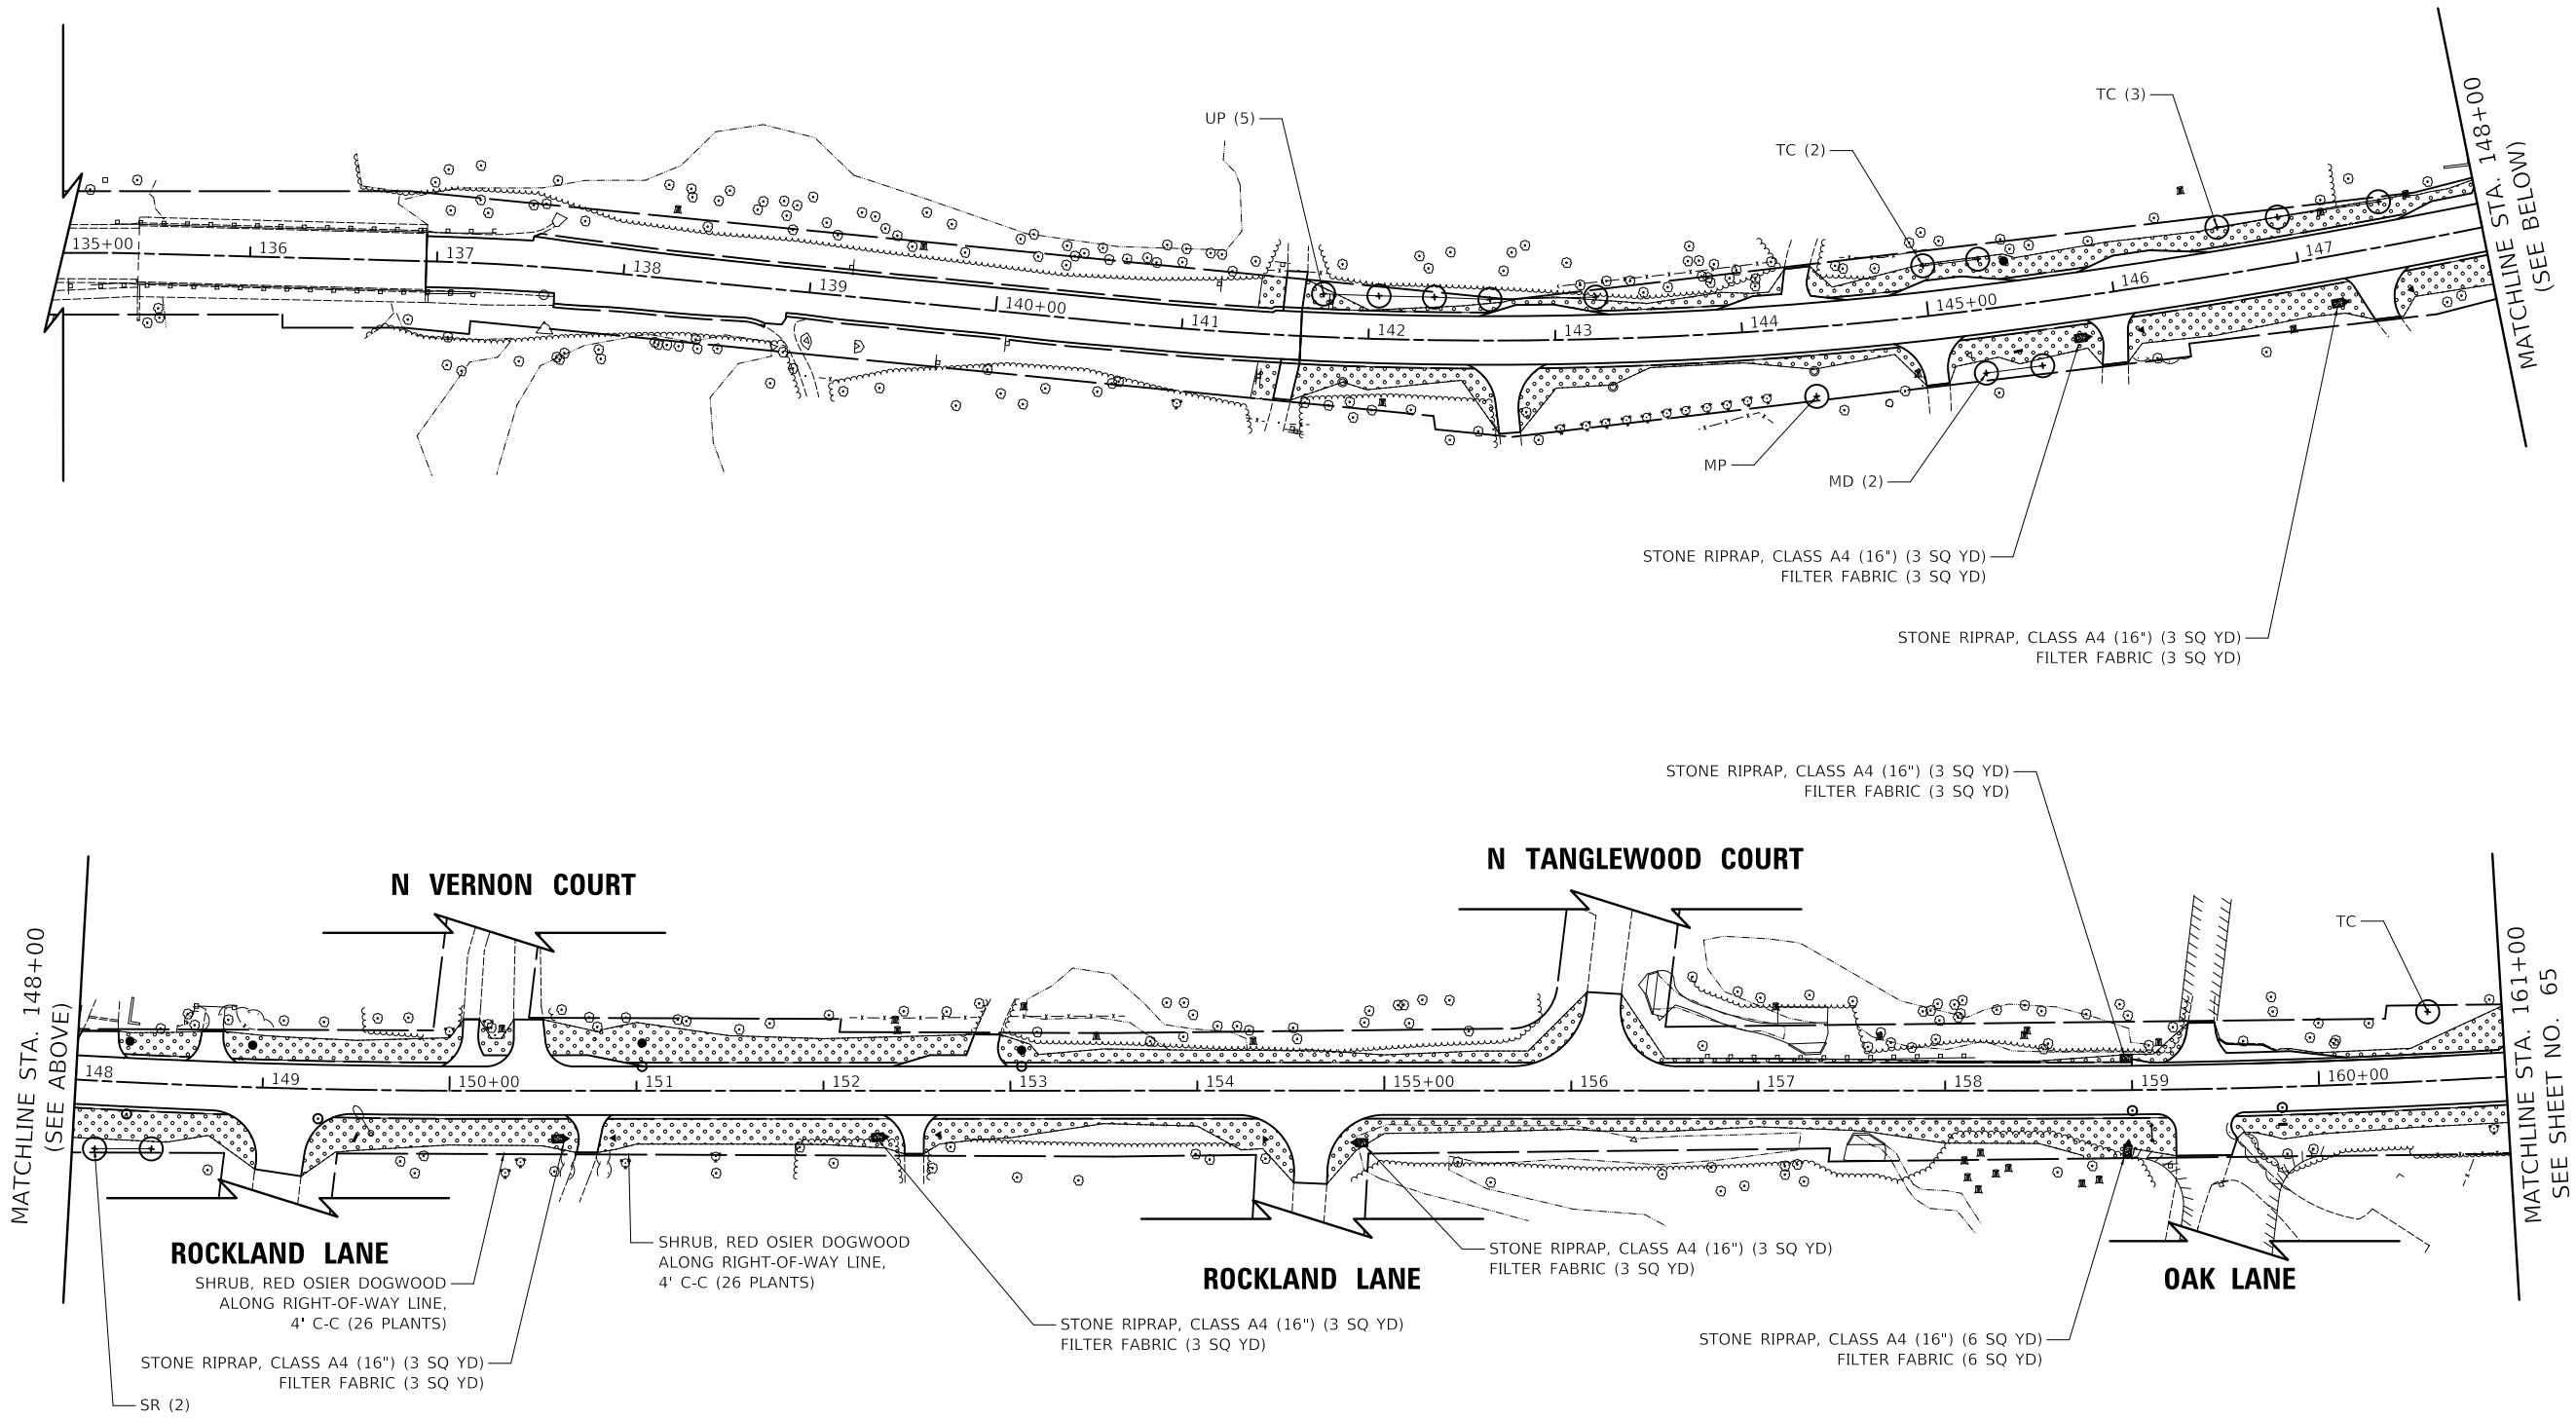 TC (3)
UP (5)
TC (2)
MATCHLINE STA. 148+00
(SEE BELOW)
135+00
136
137
138
139
140+00
141
142
143
144
145+00
146
147
MP
MD (2)
STONE RIPRAP, CLASS A4 (16") (3 SQ YD)
FILTER FABRIC (3 SQ YD)
STONE RIPRAP, CLASS A4 (16") (3 SQ YD)
FILTER FABRIC (3 SQ YD)
STONE RIPRAP, CLASS A4 (16") (3 SQ YD)
FILTER FABRIC (3 SQ YD)
N TANGLEWOOD COURT
N VERNON COURT
TC
MATCHLINE STA. 148+00
(SEE ABOVE)
148
149
150+00
151
152
153
154
155+00
156
157
158
159
160+00
MATCHLINE STA. 161+00
SEE SHEET NO. 65
ROCKLAND LANE
SHRUB, RED OSIER DOGWOOD
ALONG RIGHT-OF-WAY LINE,
4' C-C (26 PLANTS)
SHRUB, RED OSIER DOGWOOD
ALONG RIGHT-OF-WAY LINE,
4' C-C (26 PLANTS)
STONE RIPRAP, CLASS A4 (16") (3 SQ YD)
FILTER FABRIC (3 SQ YD)
ROCKLAND LANE
OAK LANE
STONE RIPRAP, CLASS A4 (16") (3 SQ YD)
FILTER FABRIC (3 SQ YD)
STONE RIPRAP, CLASS A4 (16") (6 SQ YD)
FILTER FABRIC (6 SQ YD)
STONE RIPRAP, CLASS A4 (16") (3 SQ YD)
FILTER FABRIC (3 SQ YD)
SR (2)